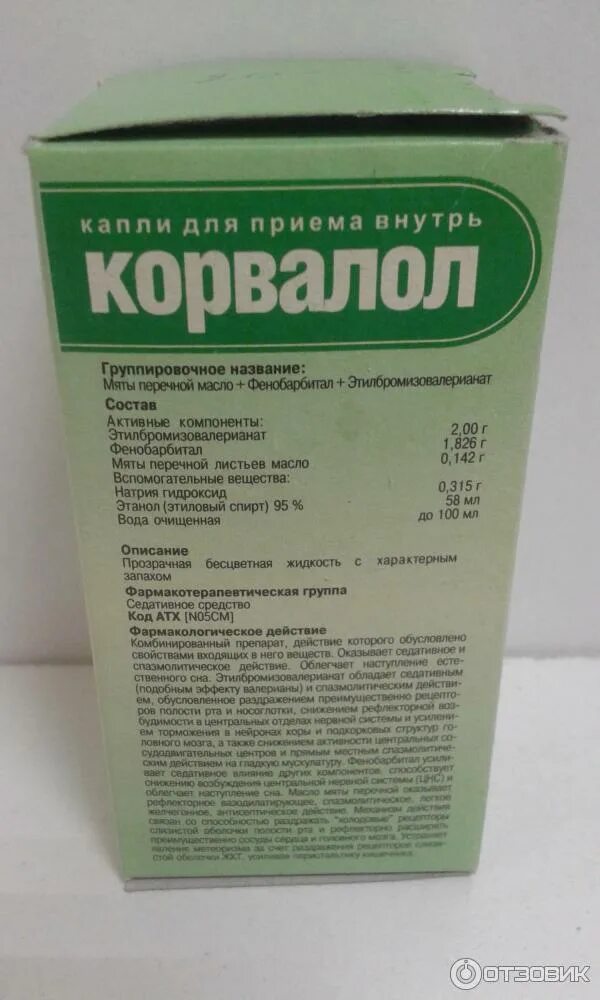 капли для приема внутрь
корвалол
Группировочное название:
Мяты перечной масло + Фенобарбитал + Этилбромизовалерианат
Состав
Активные компоненты:
Этилбромизовалерианат 2,00 г
Фенобарбитал 1,826 г
Мяты перечной листьев масло 0,142 г
Вспомогательные вещества:
Натрия гидроксид 0,315 г
Этанол (этиловый спирт) 95 % 58 мл
Вода очищенная до 100 мл
Описание
Прозрачная бесцветная жидкость с характерным
запахом
Фармакотерапевтическая группа
Седативное средство
Код АТХ [N05CM]
Фармакологическое действие
Комбинированный препарат, действие которого обусловлено
свойствами входящих в него веществ. Оказывает седативное и
спазмолитическое действие. Облегчает наступление есте-
ственного сна. Этилбромизовалерианат обладает седативным
(подобным эффекту валерианы) и спазмолитическим действи-
ем, обусловленное раздражением преимущественно рецепто-
ров полости рта и носоглотки, снижением рефлекторной воз-
будимости в центральных отделах нервной системы и усилени-
ем торможения в нейронах коры и подкорковых структур го-
ловного мозга, а также снижением активности центральных со-
судодвигательных центров и прямым местным спазмолитиче-
ским действием на гладкую мускулатуру. Фенобарбитал усили-
вает седативное влияние других компонентов, способствует
снижению возбуждения центральной нервной системы (ЦНС) и
облегчает наступление сна. Масло мяты перечной оказывает
рефлекторное вазодилатирующее, спазмолитическое, легкое
желчегонное, антисептическое действие. Механизм действия
связан со способностью раздражать "холодовые" рецепторы
слизистой оболочки полости рта и рефлекторно расширять
преимущественно сосуды сердца и головного мозга. Устраняет
явления метеоризма за счет раздражения рецепторов слизи-
стой оболочки ЖКТ, усиливая перистальтику кишечника.
ОТЗОВИК